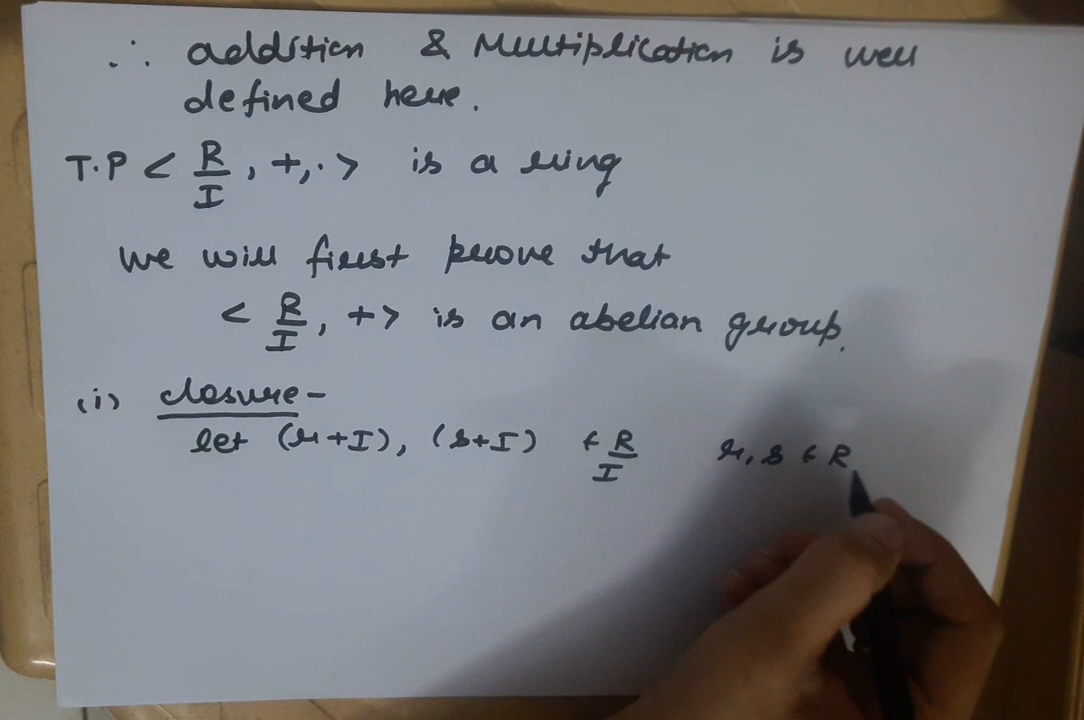 ∴ addition & Multiplication is well
defined here.
T.P < R/I, +, . > is a ring
We will first prove that
< R/I, + > is an abelian group.
(i) closure -
let (r+I), (s+I) ∈ R/I r, s ∈ R